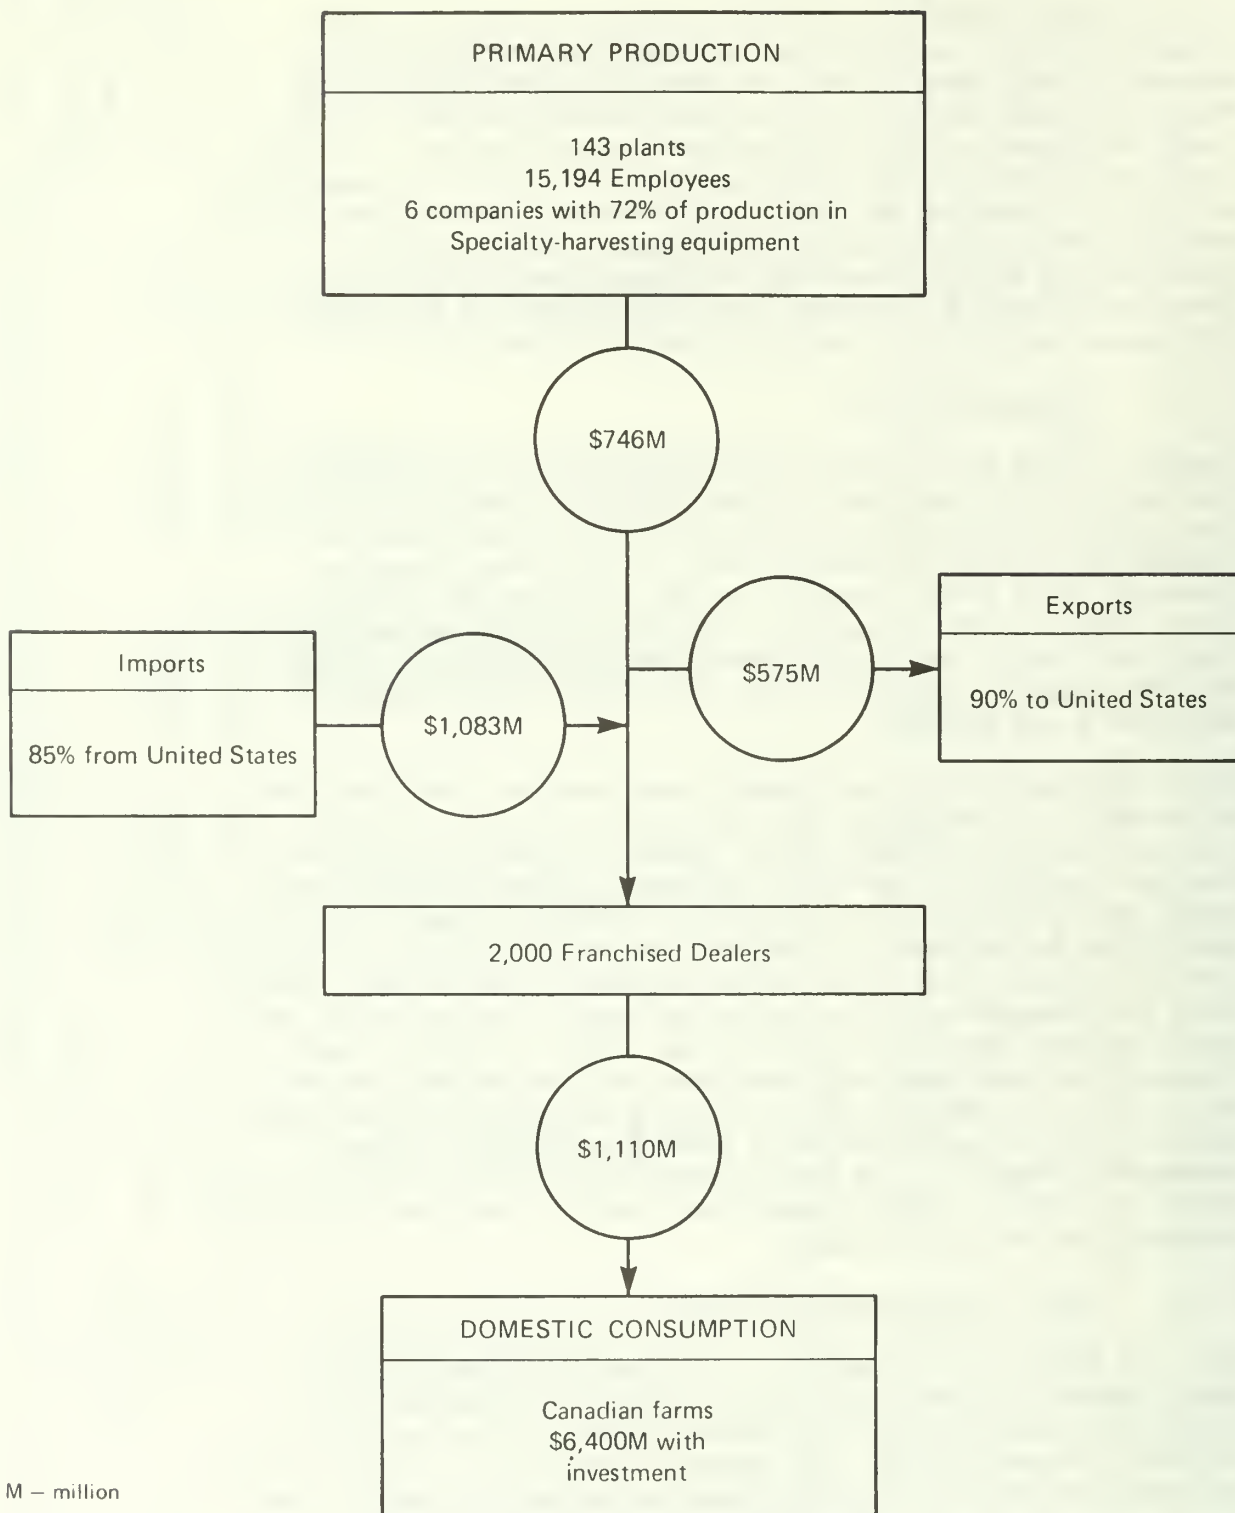 PRIMARY PRODUCTION
143 plants
15,194 Employees
6 companies with 72% of production in
Specialty-harvesting equipment
$746M
Exports
$575M
90% to United States
Imports
$1,083M
85% from United States
2,000 Franchised Dealers
$1,110M
DOMESTIC CONSUMPTION
Canadian farms
$6,400M with
investment
M – million